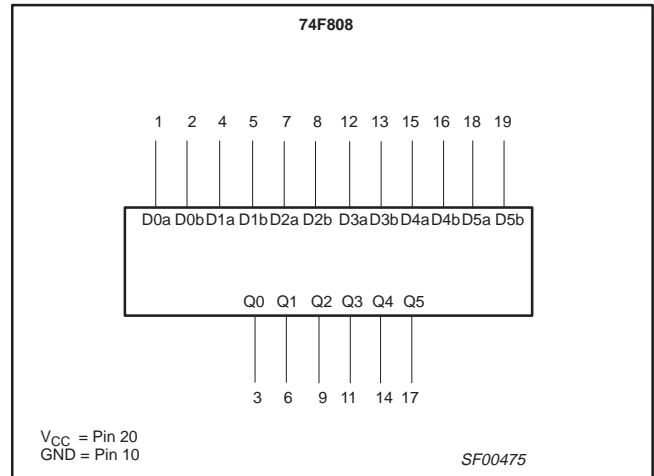 74F808
1 2 4 5 7 8 12 13 15 16 18 19
D0a D0b D1a D1b D2a D2b D3a D3b D4a D4b D5a D5b
Q0 Q1 Q2 Q3 Q4 Q5
3 6 9 11 14 17
VCC = Pin 20
GND = Pin 10
SF00475